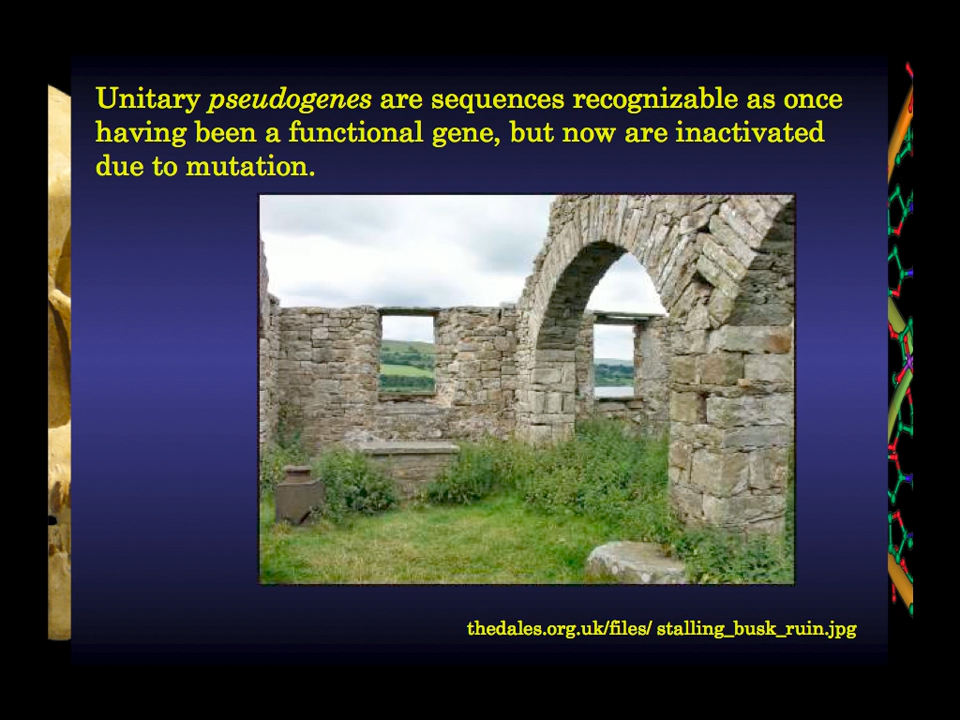 Unitary pseudogenes are sequences recognizable as once
having been a functional gene, but now are inactivated
due to mutation.
thedales.org.uk/files/ stalling_busk_ruin.jpg